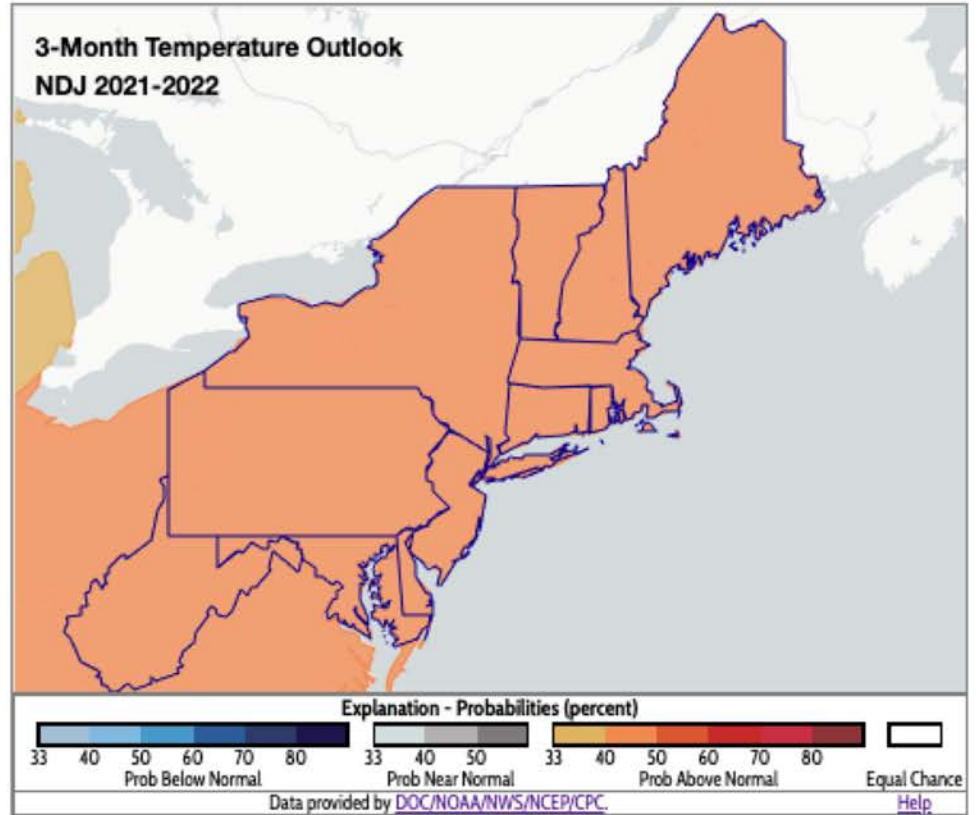 3-Month Temperature Outlook
NDJ 2021-2022
Explanation - Probabilities (percent)
33 40 50 60 70 80 33 40 50 33 40 50 60 70 80
Prob Below Normal Prob Near Normal Prob Above Normal Equal Chance
Data provided by DOC/NOAA/NWS/NCEP/CPC. Help